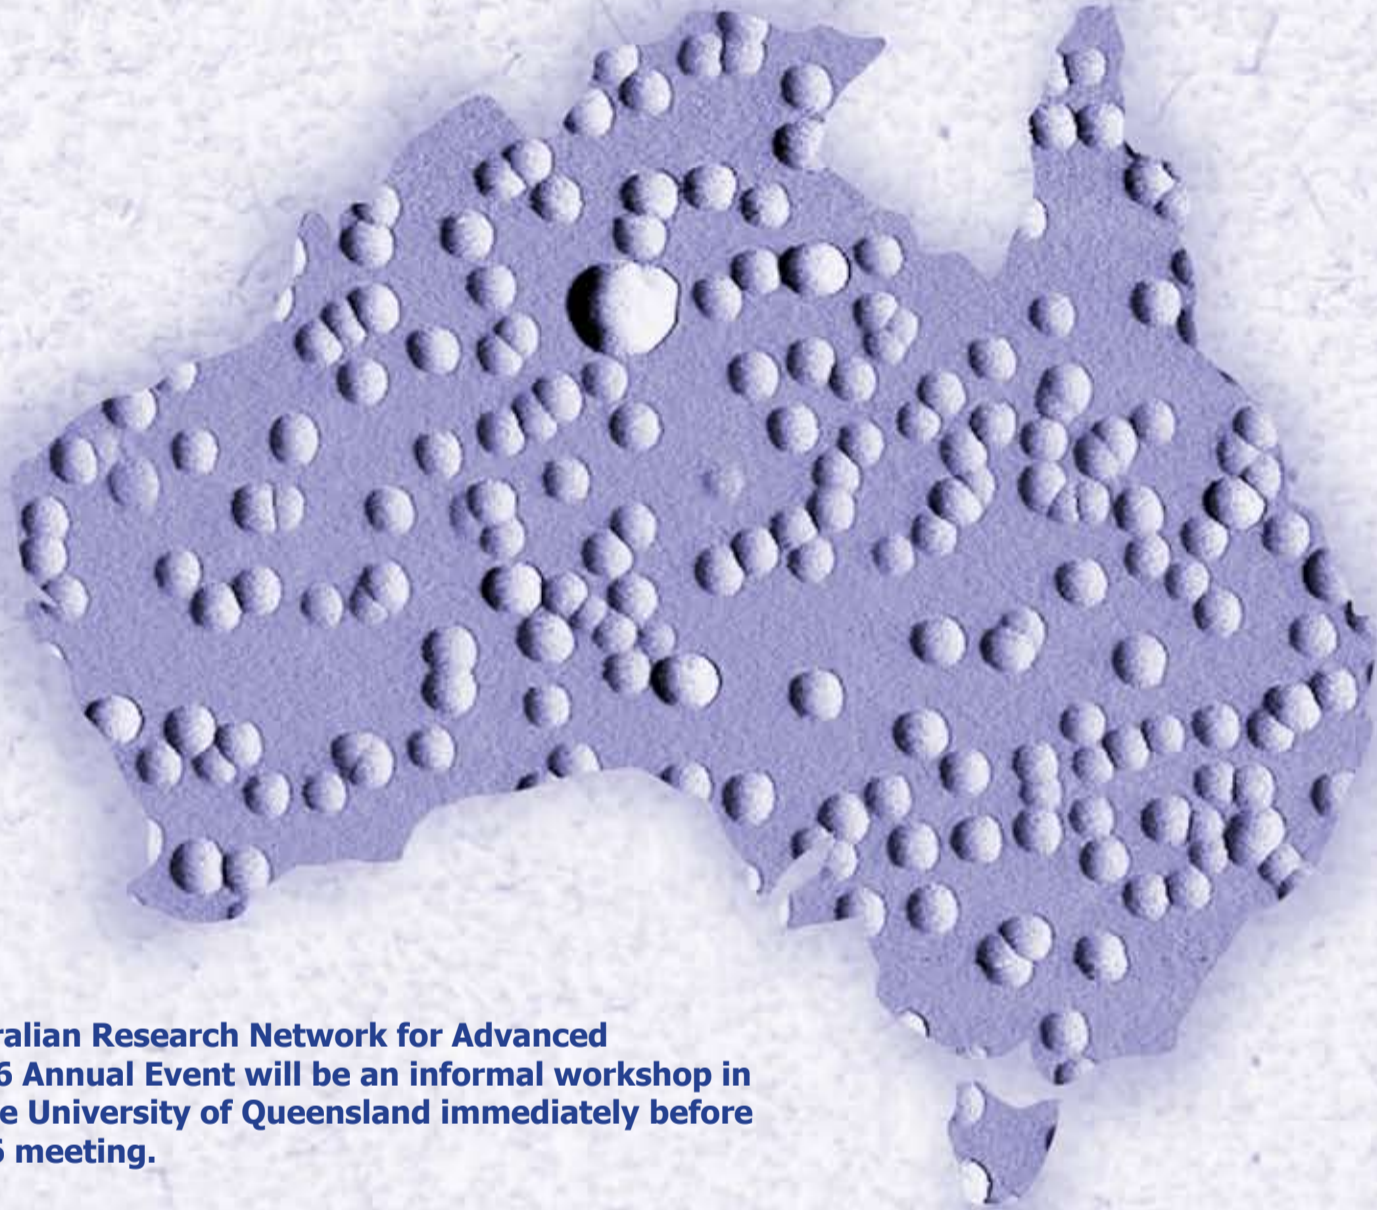 ralian Research Network for Advanced
6 Annual Event will be an informal workshop in
e University of Queensland immediately before
6 meeting.